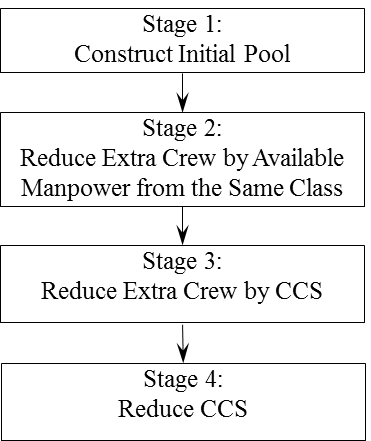 Stage 1:
Construct Initial Pool
Stage 2:
Reduce Extra Crew by Available
Manpower from the Same Class
Stage 3:
Reduce Extra Crew by CCS
Stage 4:
Reduce CCS